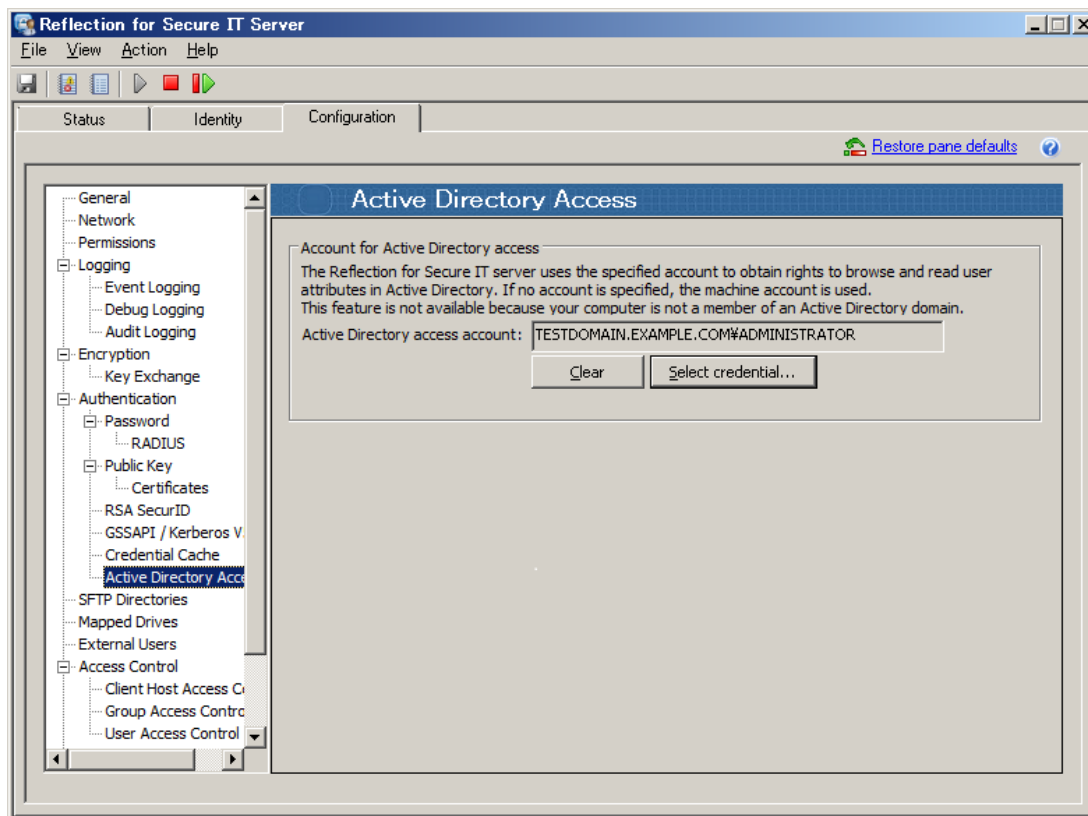 Reflection for Secure IT Server
File View Action Help
Status Identity Configuration
Restore pane defaults
General
Network
Permissions
Logging
Event Logging
Debug Logging
Audit Logging
Encryption
Key Exchange
Authentication
Password
RADIUS
Public Key
Certificates
RSA SecurID
GSSAPI / Kerberos V
Credential Cache
Active Directory Acce
SFTP Directories
Mapped Drives
External Users
Access Control
Client Host Access C
Group Access Contro
User Access Control
Active Directory Access
Account for Active Directory access
The Reflection for Secure IT server uses the specified account to obtain rights to browse and read user
attributes in Active Directory. If no account is specified, the machine account is used.
This feature is not available because your computer is not a member of an Active Directory domain.
Active Directory access account: TESTDOMAIN.EXAMPLE.COM¥ADMINISTRATOR
Clear Select credential...